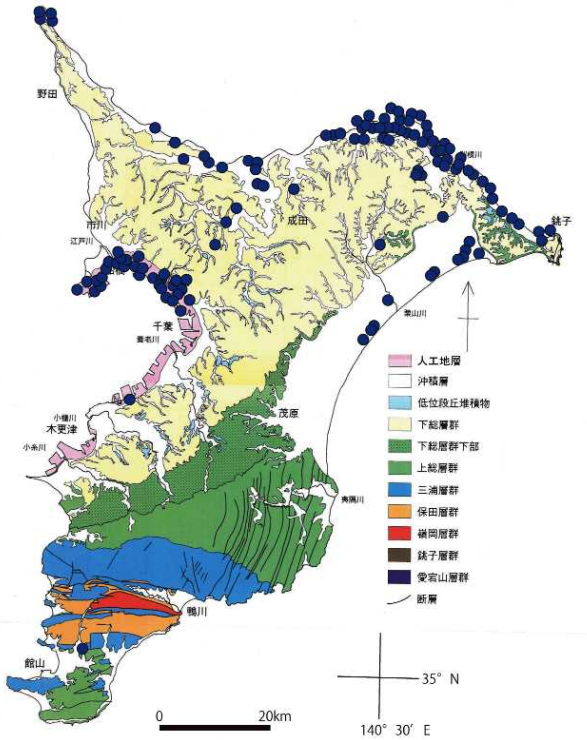 野田
成田
銚子
市川
江戸川
千葉
栗山川
養老川
小櫃川
木更津
小糸川
茂原
夷隅川
鴨川
館山
人工地層
沖積層
低位段丘堆積物
下総層群
下総層群下部
上総層群
三浦層群
保田層群
嶺岡層群
銚子層群
愛宕山層群
断層
35° N
0 20km
140° 30′ E